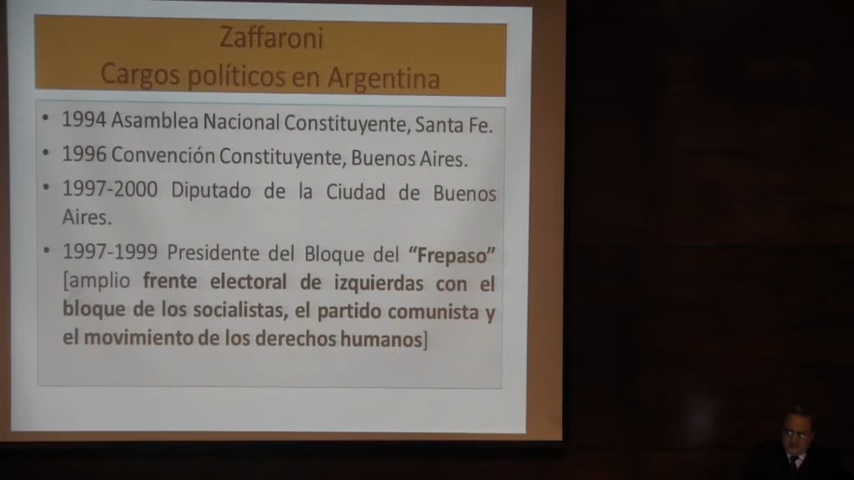 Zaffaroni
Cargos políticos en Argentina
• 1994 Asamblea Nacional Constituyente, Santa Fe.
• 1996 Convención Constituyente, Buenos Aires.
• 1997-2000 Diputado de la Ciudad de Buenos
Aires.
• 1997-1999 Presidente del Bloque del “Frepaso”
[amplio frente electoral de izquierdas con el
bloque de los socialistas, el partido comunista y
el movimiento de los derechos humanos]